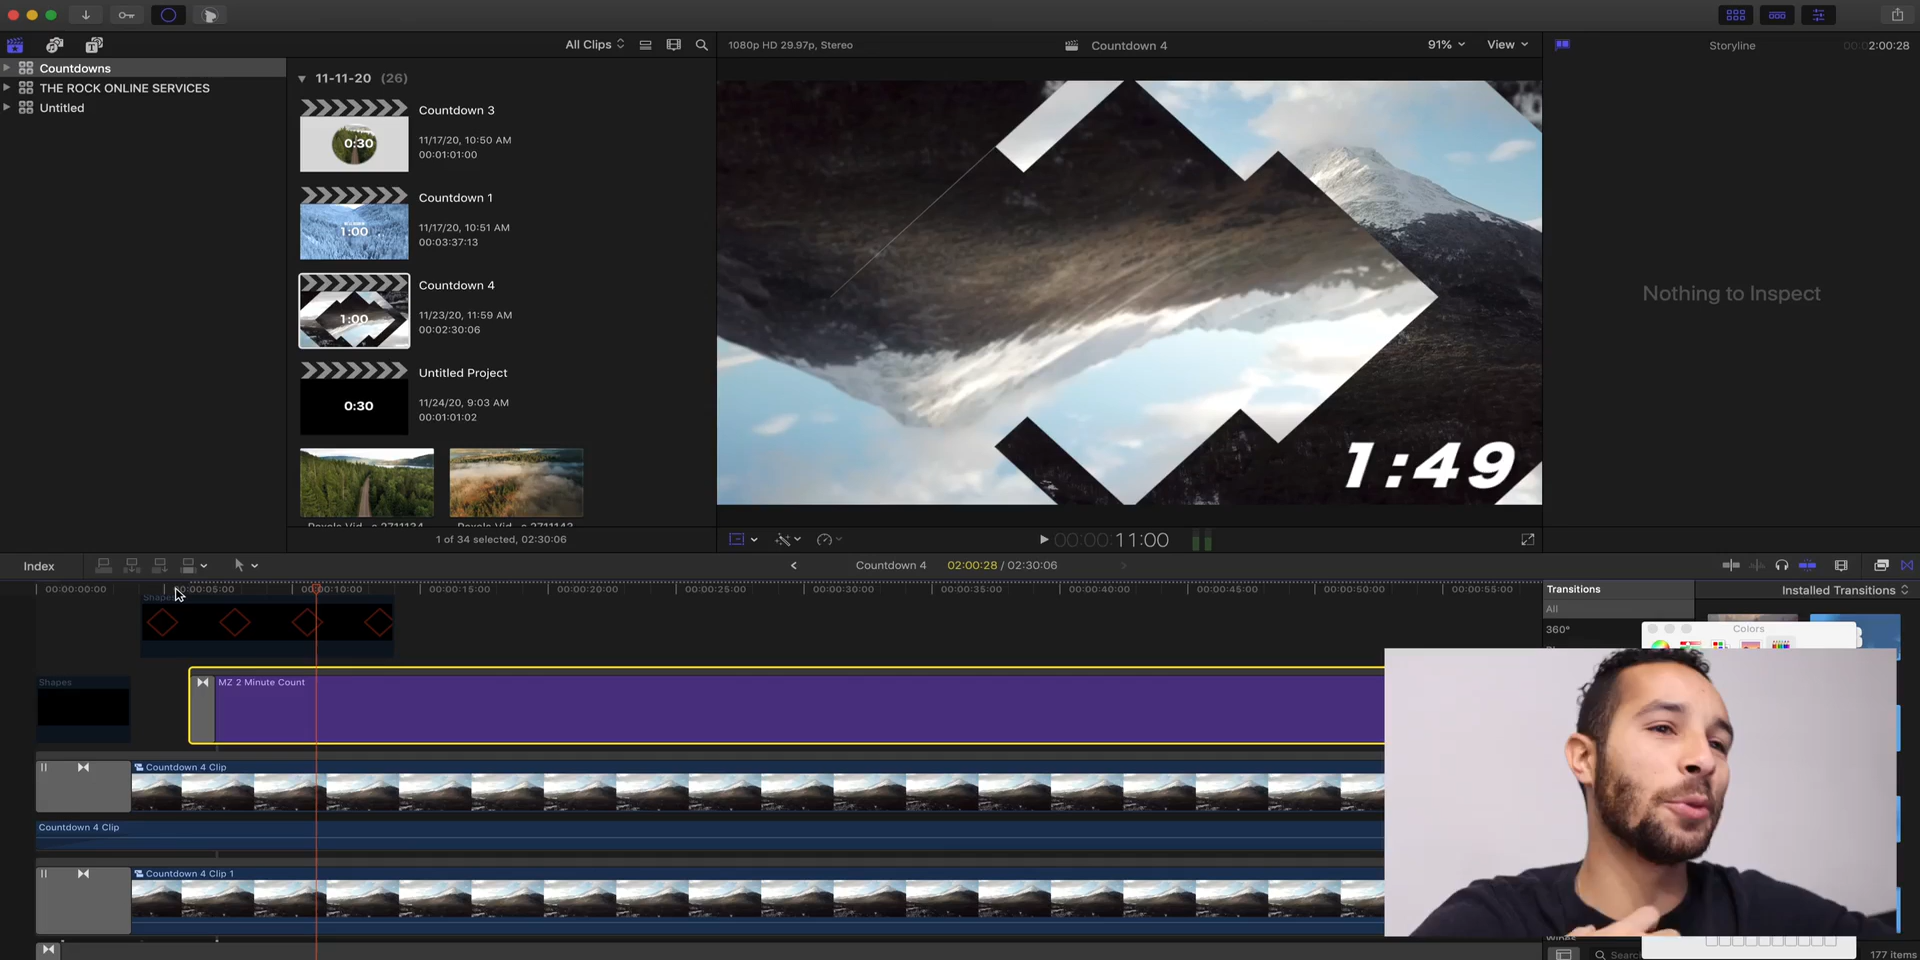 All Clips
1080p HD 29.97p, Stereo
Countdown 4
91%
View
Storyline
00:02:00:28
Countdowns
THE ROCK ONLINE SERVICES
Untitled
11-11-20 (26)
Countdown 3
11/17/20, 10:50 AM
00:01:01:00
0:30
Countdown 1
11/17/20, 10:51 AM
00:03:37:13
1:00
Countdown 4
11/23/20, 11:59 AM
00:02:30:06
1:00
Untitled Project
11/24/20, 9:03 AM
00:01:01:02
0:30
1:49
Nothing to Inspect
1 of 34 selected, 02:30:06
00:00:11:00
Index
Countdown 4
02:00:28 / 02:30:06
00:00:00:00
00:00:05:00
00:00:10:00
00:00:15:00
00:00:20:00
00:00:25:00
00:00:30:00
00:00:35:00
00:00:40:00
00:00:45:00
00:00:50:00
00:00:55:00
Transitions
Installed Transitions
All
360°
Colors
Shapes
Shapes
MZ 2 Minute Count
Countdown 4 Clip
Countdown 4 Clip
Countdown 4 Clip 1
177 items